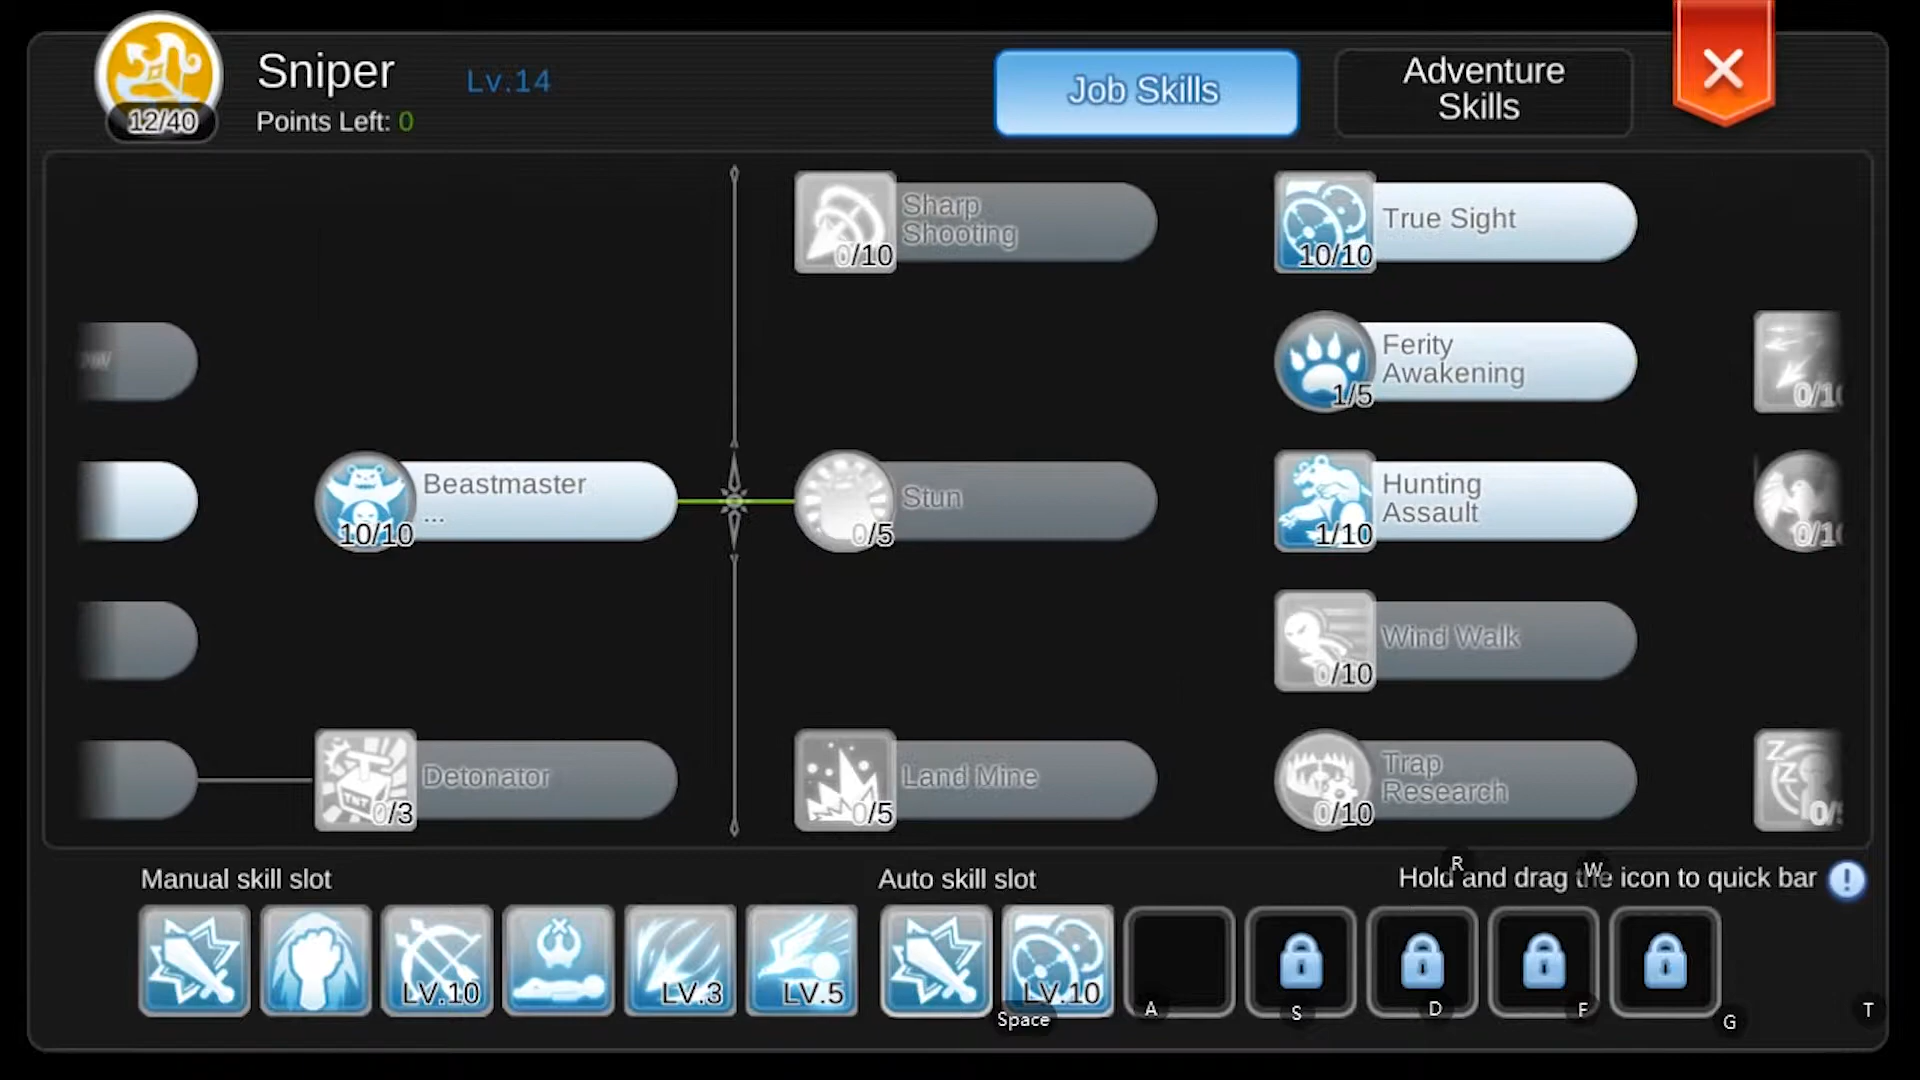 Sniper
Lv.14
12/40
Points Left: 0
Job Skills
Adventure
Skills
Sharp
Shooting
0/10
True Sight
10/10
Ferity
Awakening
1/5
Beastmaster
...
10/10
Stun
0/5
Hunting
Assault
1/10
Wind Walk
0/10
Detonator
TNT
0/3
Land Mine
0/5
Trap
Research
0/10
Manual skill slot
Auto skill slot
Hold and drag the icon to quick bar
R
W
LV.10
LV.3
LV.5
LV.10
Space
A
S
D
F
G
T